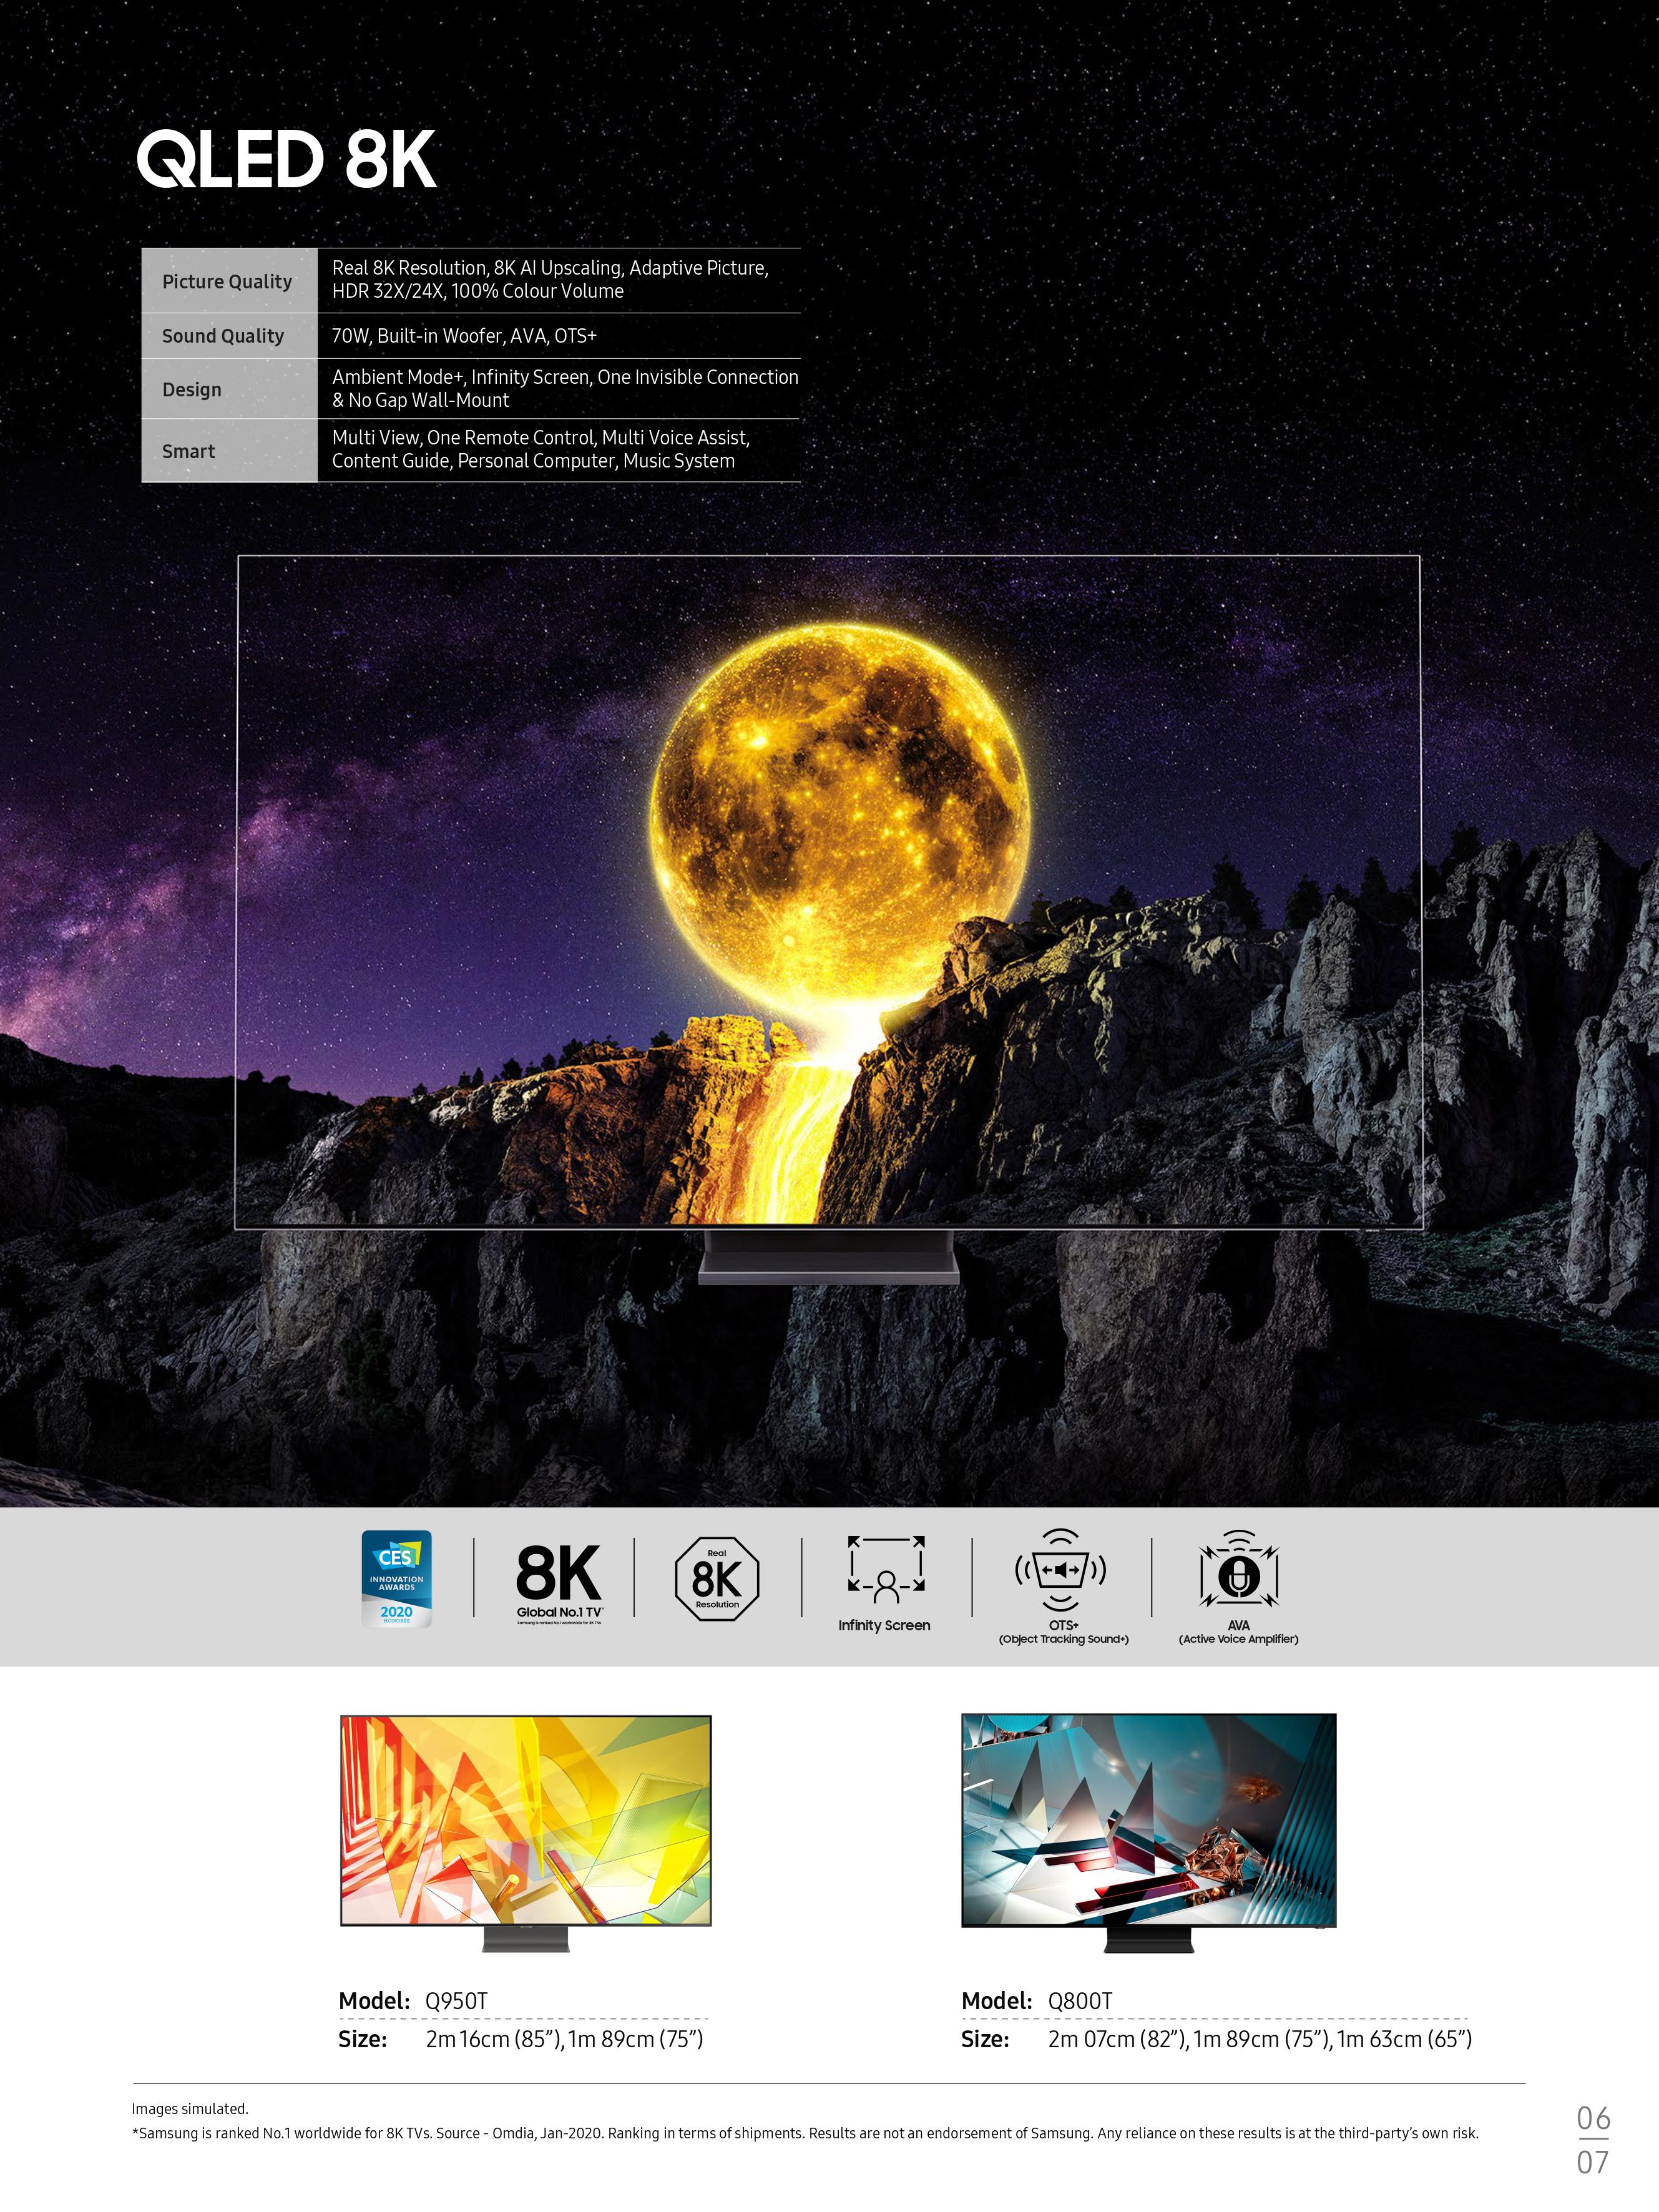 QLED 8K
Picture Quality
Real 8K Resolution, 8K AI Upscaling, Adaptive Picture,
HDR 32X/24X, 100% Colour Volume
Sound Quality
70W, Built-in Woofer, AVA, OTS+
Design
Ambient Mode+, Infinity Screen, One Invisible Connection
& No Gap Wall-Mount
Smart
Multi View, One Remote Control, Multi Voice Assist,
Content Guide, Personal Computer, Music System
CES
INNOVATION
AWARDS
2020
HONOREE
8K
Global No.1 TV*
Samsung is ranked No.1 worldwide for 8K TVs.
Real
8K
Resolution
Infinity Screen
OTS+
(Object Tracking Sound+)
AVA
(Active Voice Amplifier)
Model: Q950T
Size: 2m 16cm (85”), 1m 89cm (75”)
Model: Q800T
Size: 2m 07cm (82”), 1m 89cm (75”), 1m 63cm (65”)
Images simulated.
*Samsung is ranked No.1 worldwide for 8K TVs. Source - Omdia, Jan-2020. Ranking in terms of shipments. Results are not an endorsement of Samsung. Any reliance on these results is at the third-party’s own risk.
06
07